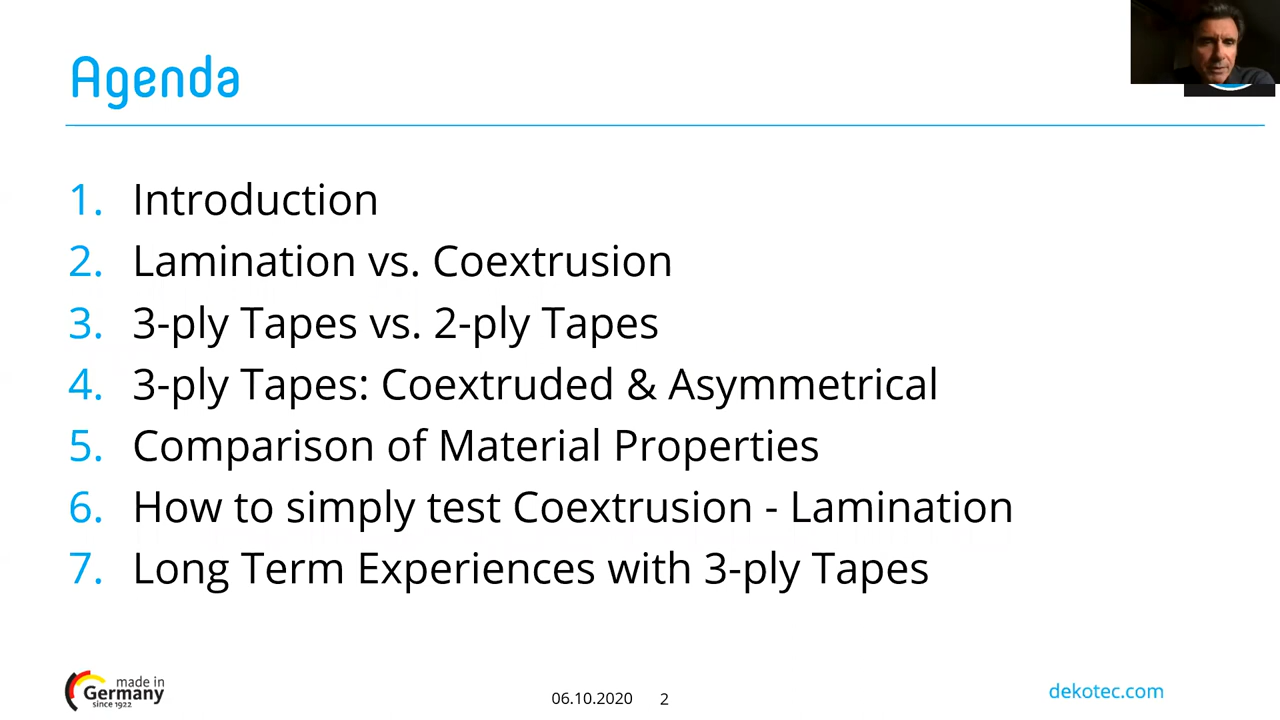 Agenda
1. Introduction
2. Lamination vs. Coextrusion
3. 3-ply Tapes vs. 2-ply Tapes
4. 3-ply Tapes: Coextruded & Asymmetrical
5. Comparison of Material Properties
6. How to simply test Coextrusion - Lamination
7. Long Term Experiences with 3-ply Tapes
made in
Germany
since 1922
06.10.2020 2
dekotec.com